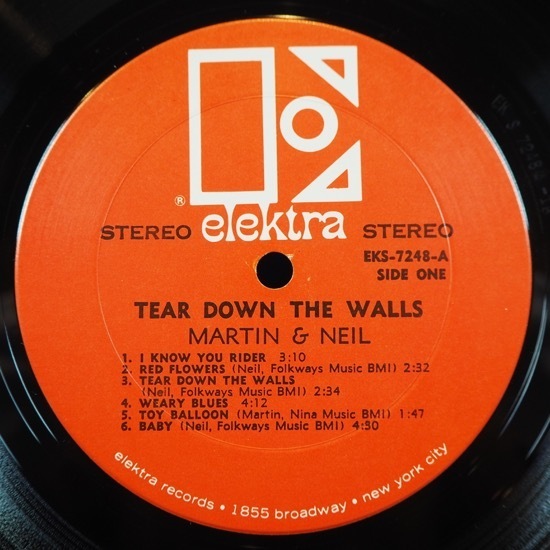 ®
elektra
STEREO STEREO
EKS-7248-A
SIDE ONE
TEAR DOWN THE WALLS
MARTIN & NEIL
1. I KNOW YOU RIDER 3:10
2. RED FLOWERS (Neil, Folkways Music BMI) 2:32
3. TEAR DOWN THE WALLS
(Neil, Folkways Music BMI) 2:34
4. WEARY BLUES 4:12
5. TOY BALLOON (Martin, Nina Music BMI) 1:47
6. BABY (Neil, Folkways Music BMI) 4:30
elektra records • 1855 broadway • new york city